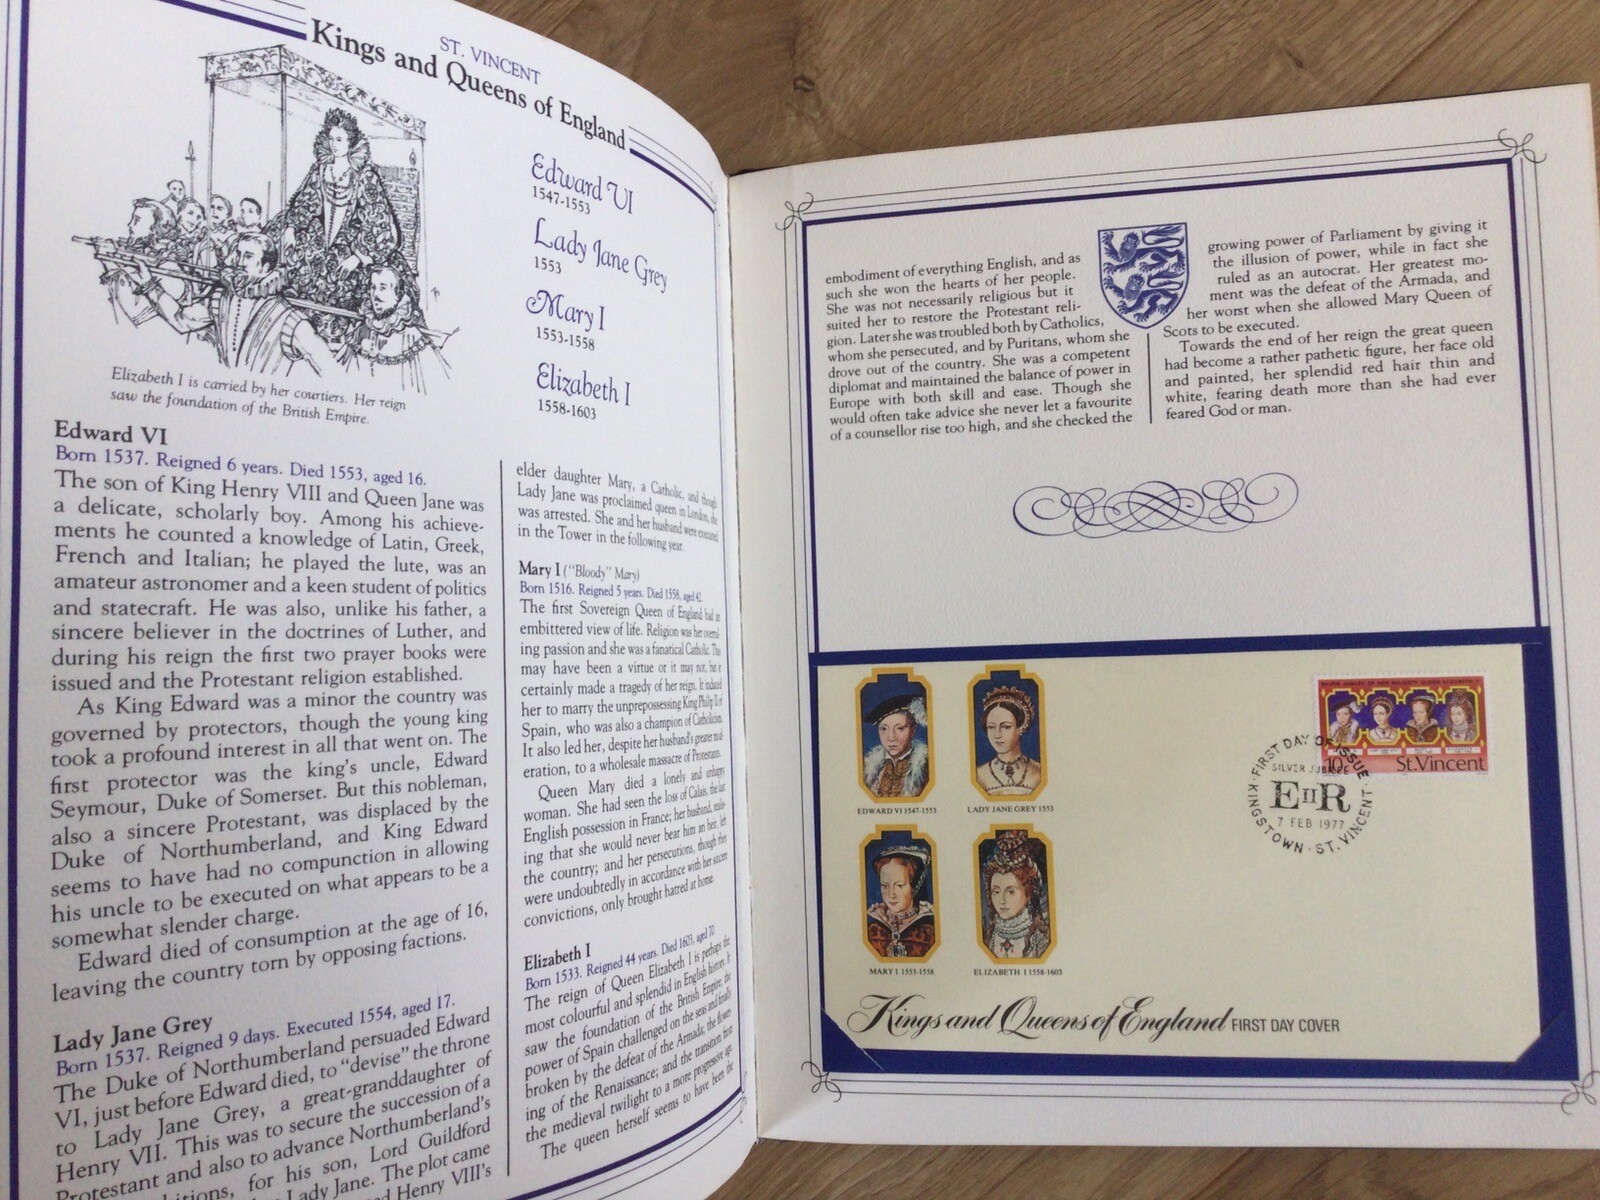 ST. VINCENT
Kings and Queens of England
Edward VI
1547-1553
Lady Jane Grey
1553
Mary I
1553-1558
Elizabeth I
1558-1603
Elizabeth I is carried by her courtiers. Her reign
saw the foundation of the British Empire.
Edward VI
Born 1537. Reigned 6 years. Died 1553, aged 16.
The son of King Henry VIII and Queen Jane was
a delicate, scholarly boy. Among his achieve-
ments he counted a knowledge of Latin, Greek,
French and Italian; he played the lute, was an
amateur astronomer and a keen student of politics
and statecraft. He was also, unlike his father, a
sincere believer in the doctrines of Luther, and
during his reign the first two prayer books were
issued and the Protestant religion established.
As King Edward was a minor the country was
governed by protectors, though the young king
took a profound interest in all that went on. The
first protector was the king's uncle, Edward
Seymour, Duke of Somerset. But this nobleman,
also a sincere Protestant, was displaced by the
Duke of Northumberland, and King Edward
seems to have had no compunction in allowing
his uncle to be executed on what appears to be a
somewhat slender charge.
Edward died of consumption at the age of 16,
leaving the country torn by opposing factions.
Lady Jane Grey
Born 1537. Reigned 9 days. Executed 1554, aged 17.
The Duke of Northumberland persuaded Edward
VI, just before Edward died, to "devise" the throne
to Lady Jane Grey, a great-granddaughter of
Henry VII. This was to secure the succession of a
Protestant and also to advance Northumberland's
for his son, Lord Guildford
Lady Jane. The plot came
Henry VIII's
elder daughter Mary, a Catholic, and though
Lady Jane was proclaimed queen in London, she
was arrested. She and her husband were executed
in the Tower in the following year.
Mary I ("Bloody" Mary)
Born 1516. Reigned 5 years. Died 1558, aged 42.
The first Sovereign Queen of England had an
embittered view of life. Religion was her overrul-
ing passion and she was a fanatical Catholic. This
may have been a virtue or it may not, but it
certainly made a tragedy of her reign. It induced
her to marry the unprepossessing King Philip II of
Spain, who was also a champion of Catholicism.
It also led her, despite her husband's greater mod-
eration, to a wholesale massacre of Protestants.
Queen Mary died a lonely and unhappy
woman. She had seen the loss of Calais, the last
English possession in France; her husband, realis-
ing that she would never bear him an heir, left
the country; and her persecutions, though they
were undoubtedly in accordance with her sincere
convictions, only brought hatred at home.
Elizabeth I
Born 1533. Reigned 44 years. Died 1603, aged 70.
The reign of Queen Elizabeth I is perhaps the
most colourful and splendid in English history. It
saw the foundation of the British Empire; the
power of Spain challenged on the seas and finally
broken by the defeat of the Armada; the flower-
ing of the Renaissance; and the transition from
the medieval twilight to a more progressive age.
The queen herself seems to have been the
embodiment of everything English, and as
such she won the hearts of her people.
She was not necessarily religious but it
suited her to restore the Protestant reli-
gion. Later she was troubled both by Catholics,
whom she persecuted, and by Puritans, whom she
drove out of the country. She was a competent
diplomat and maintained the balance of power in
Europe with both skill and ease. Though she
would often take advice she never let a favourite
of a counsellor rise too high, and she checked the
growing power of Parliament by giving it
the illusion of power, while in fact she
ruled as an autocrat. Her greatest mo-
ment was the defeat of the Armada, and
her worst when she allowed Mary Queen of
Scots to be executed.
Towards the end of her reign the great queen
had become a rather pathetic figure, her face old
and painted, her splendid red hair thin and
white, fearing death more than she had ever
feared God or man.
EDWARD VI 1547-1553
LADY JANE GREY 1553
MARY I 1553-1558
ELIZABETH I 1558-1603
Kings and Queens of England FIRST DAY COVER
SILVER JUBILEE OF HER MAJESTY QUEEN ELIZABETH II
10c St.Vincent
FIRST DAY OF ISSUE
SILVER JUBILEE
EIIR
7 FEB 1977
KINGSTOWN · ST. VINCENT